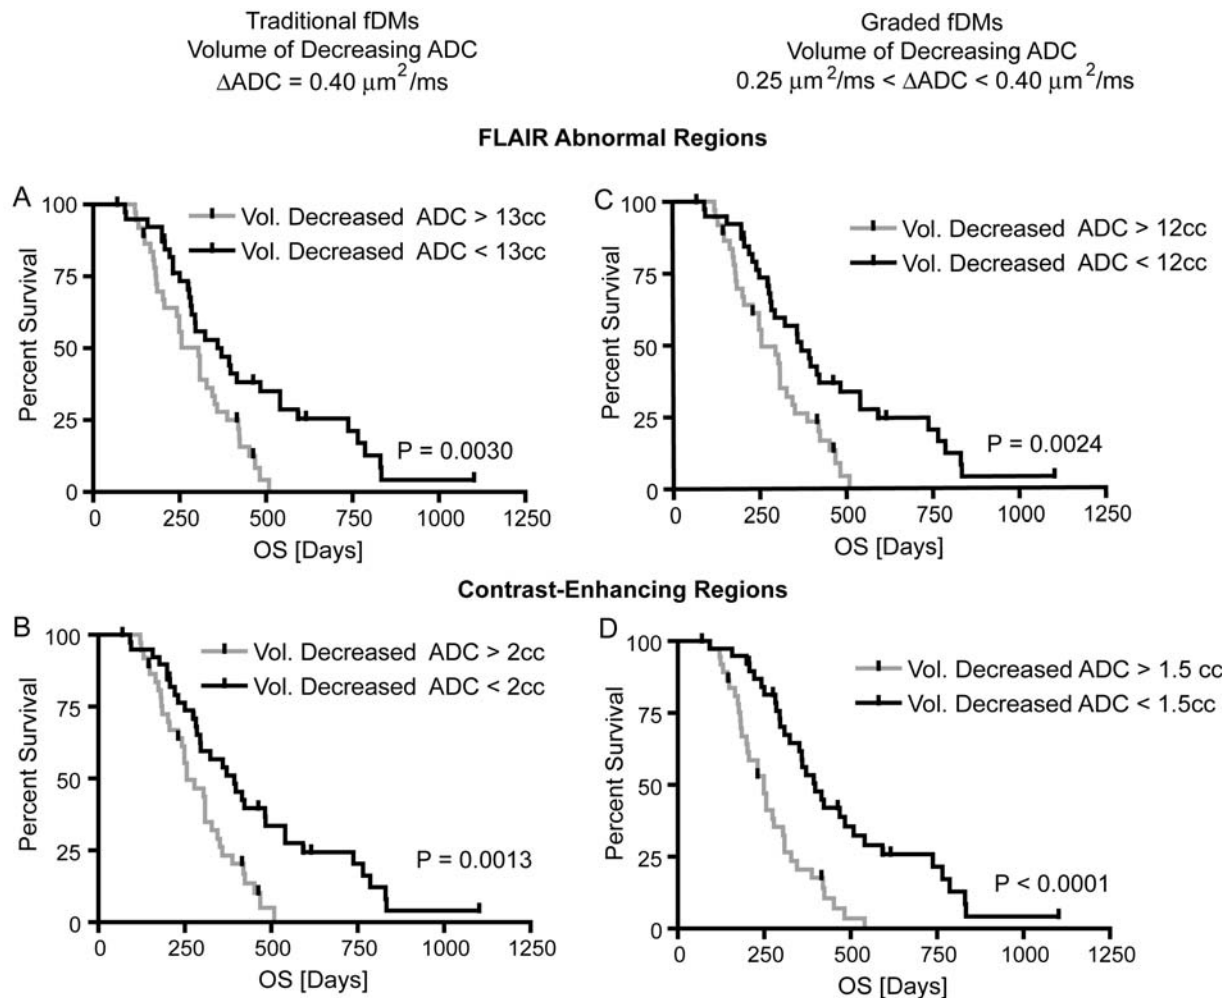 Traditional fDMs
Volume of Decreasing ADC
ΔADC = 0.40 μm²/ms
Graded fDMs
Volume of Decreasing ADC
0.25 μm²/ms < ΔADC < 0.40 μm²/ms
FLAIR Abnormal Regions
A
Vol. Decreased ADC > 13cc
Vol. Decreased ADC < 13cc
Percent Survival
100
75
50
25
0
P = 0.0030
0 250 500 750 1000 1250
OS [Days]
C
Vol. Decreased ADC > 12cc
Vol. Decreased ADC < 12cc
Percent Survival
100
75
50
25
0
P = 0.0024
0 250 500 750 1000 1250
OS [Days]
Contrast-Enhancing Regions
B
Vol. Decreased ADC > 2cc
Vol. Decreased ADC < 2cc
Percent Survival
100
75
50
25
0
P = 0.0013
0 250 500 750 1000 1250
OS [Days]
D
Vol. Decreased ADC > 1.5 cc
Vol. Decreased ADC < 1.5cc
Percent Survival
100
75
50
25
0
P < 0.0001
0 250 500 750 1000 1250
OS [Days]